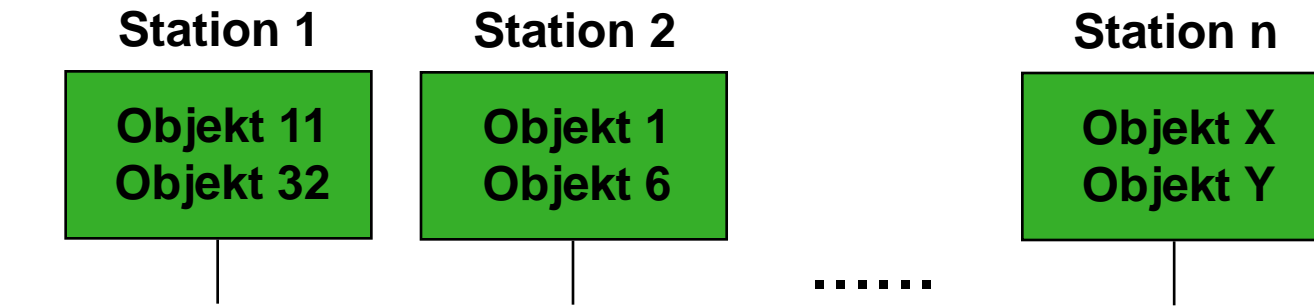 Station 1
Station 2
Station n
Objekt 11
Objekt 32
Objekt 1
Objekt 6
Objekt X
Objekt Y
......